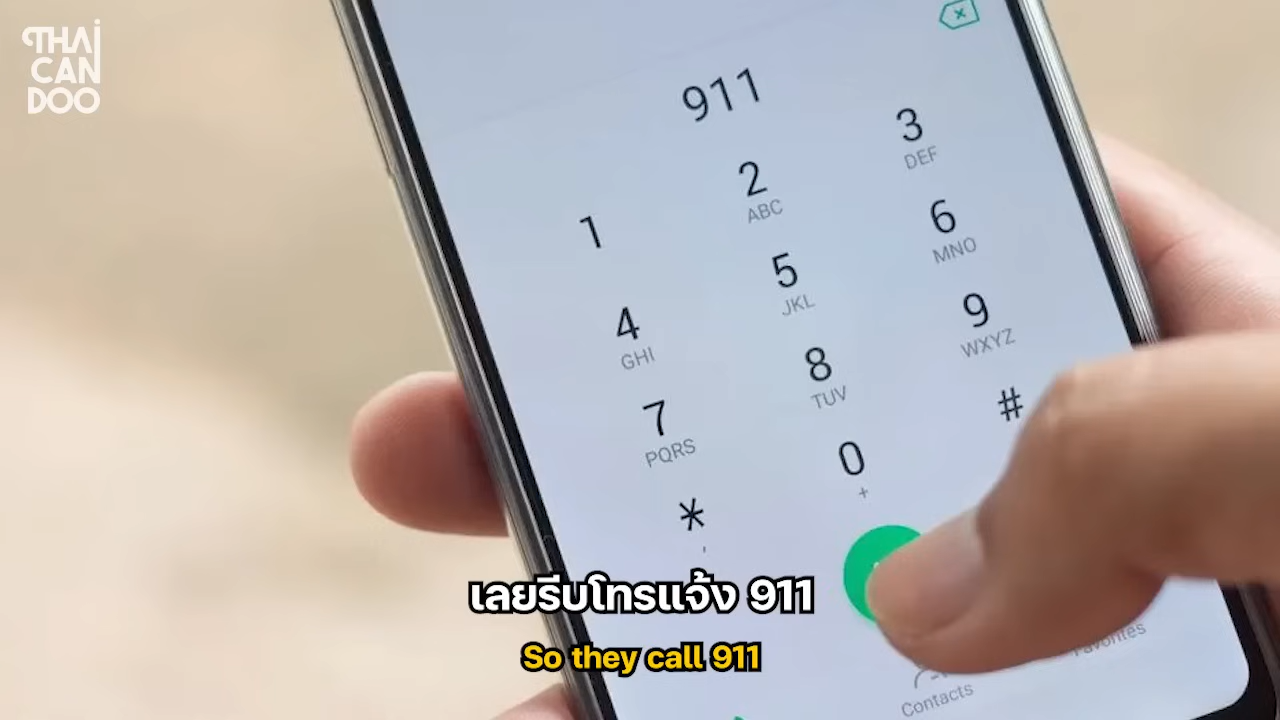 THAI
CAN
DOO
911
1
2
ABC
3
DEF
4
GHI
5
JKL
6
MNO
7
PQRS
8
TUV
9
WXYZ
*
,
0
+
#
เลยรีบโทรแจ้ง 911
So they call 911
Contacts
Favorites